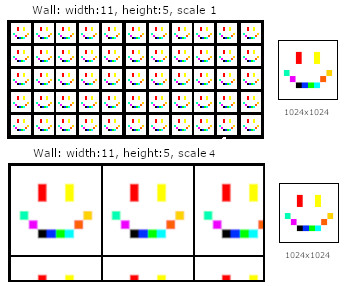 Wall: width:11, height:5, scale 1
1024x1024
Wall: width:11, height:5, scale 4
1024x1024